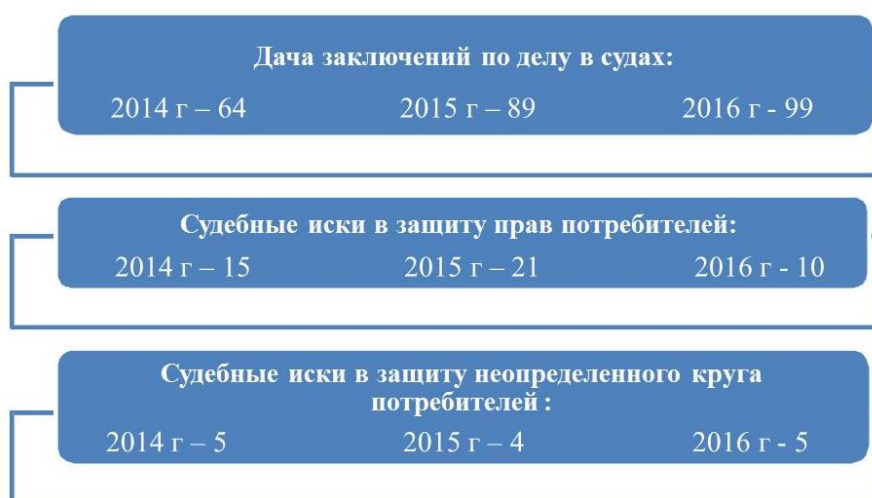 Дача заключений по делу в судах:
2014 г – 64 2015 г – 89 2016 г - 99
Судебные иски в защиту прав потребителей:
2014 г – 15 2015 г – 21 2016 г - 10
Судебные иски в защиту неопределенного круга
потребителей :
2014 г – 5 2015 г – 4 2016 г - 5